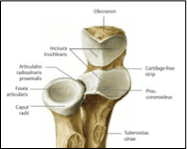 Olecranon
Incisura
trochlearis
Articulatio
radioulnaris
proximalis
Cartilage-free
strip
Fovea
articularis
Proc.
coronoideus
Caput
radii
Tuberositas
ulnae